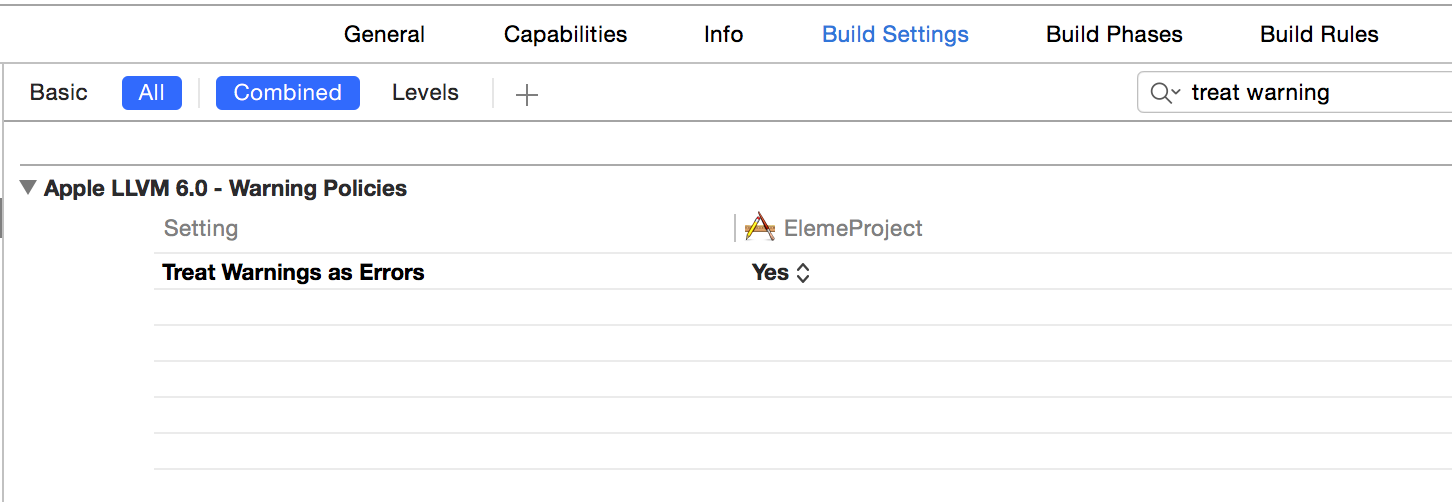 General Capabilities Info Build Settings Build Phases Build Rules
Basic All Combined Levels treat warning
Apple LLVM 6.0 - Warning Policies
Setting ElemeProject
Treat Warnings as Errors Yes